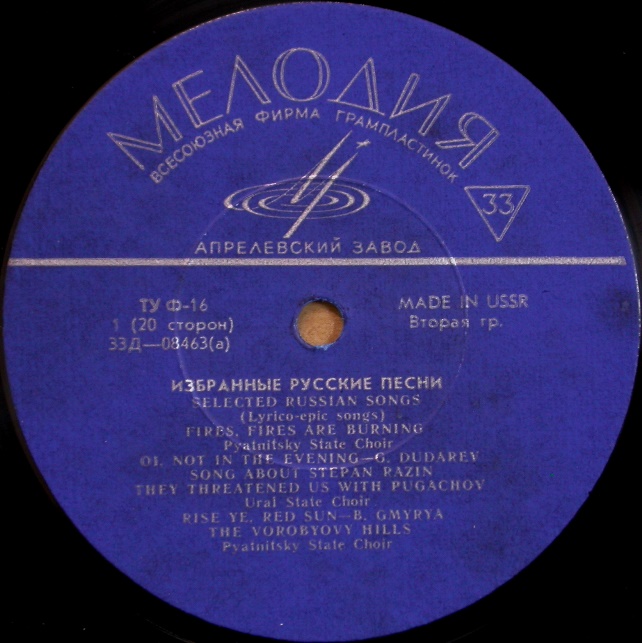 МЕЛОДИЯ
ВСЕСОЮЗНАЯ ФИРМА ГРАМПЛАСТИНОК
33
АПРЕЛЕВСКИЙ ЗАВОД
ТУ Ф-16
MADE IN USSR
1 (20 сторон)
Вторая гр.
33Д—08463(а)
ИЗБРАННЫЕ РУССКИЕ ПЕСНИ
SELECTED RUSSIAN SONGS
(Lyrico-epic songs)
FIRES, FIRES ARE BURNING
Pyatnitsky State Choir
OI, NOT IN THE EVENING—G. DUDAREV
SONG ABOUT STEPAN RAZIN
THEY THREATENED US WITH PUGACHOV
Ural State Choir
RISE YE, RED SUN—B. GMYRYA
THE VOROBYOVY HILLS
Pyatnitsky State Choir